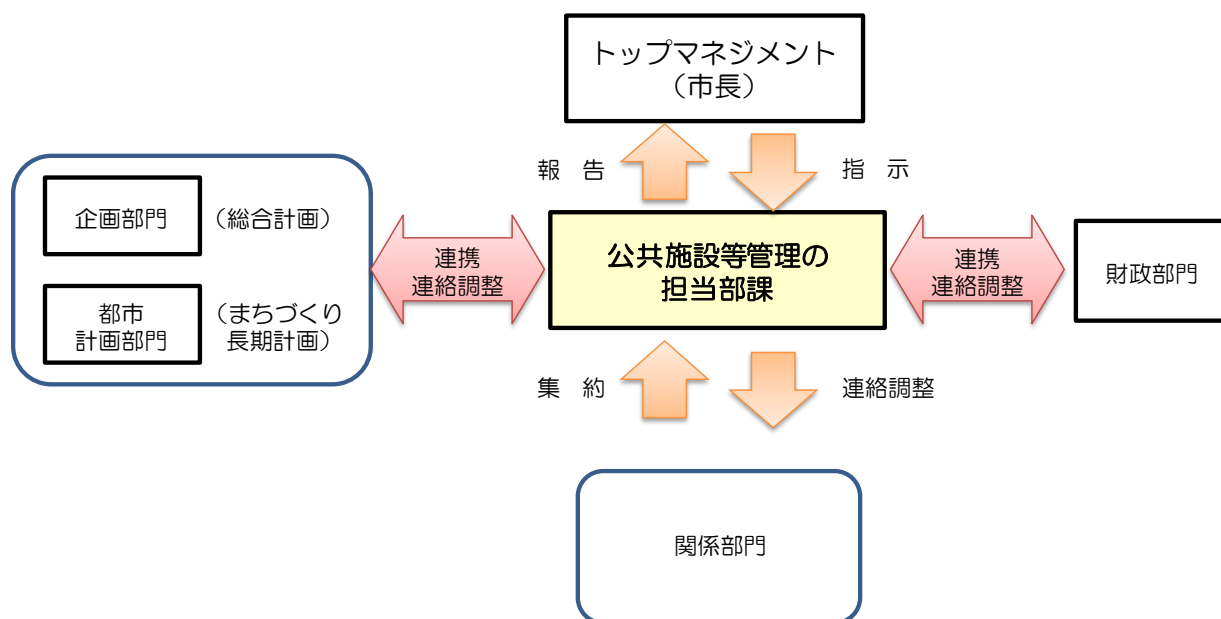 トップマネジメント
（市長）
報　告
指　示
企画部門
（総合計画）
都市
計画部門
（まちづくり
長期計画）
連携
連絡調整
公共施設等管理の
担当部課
連携
連絡調整
財政部門
集　約
連絡調整
関係部門